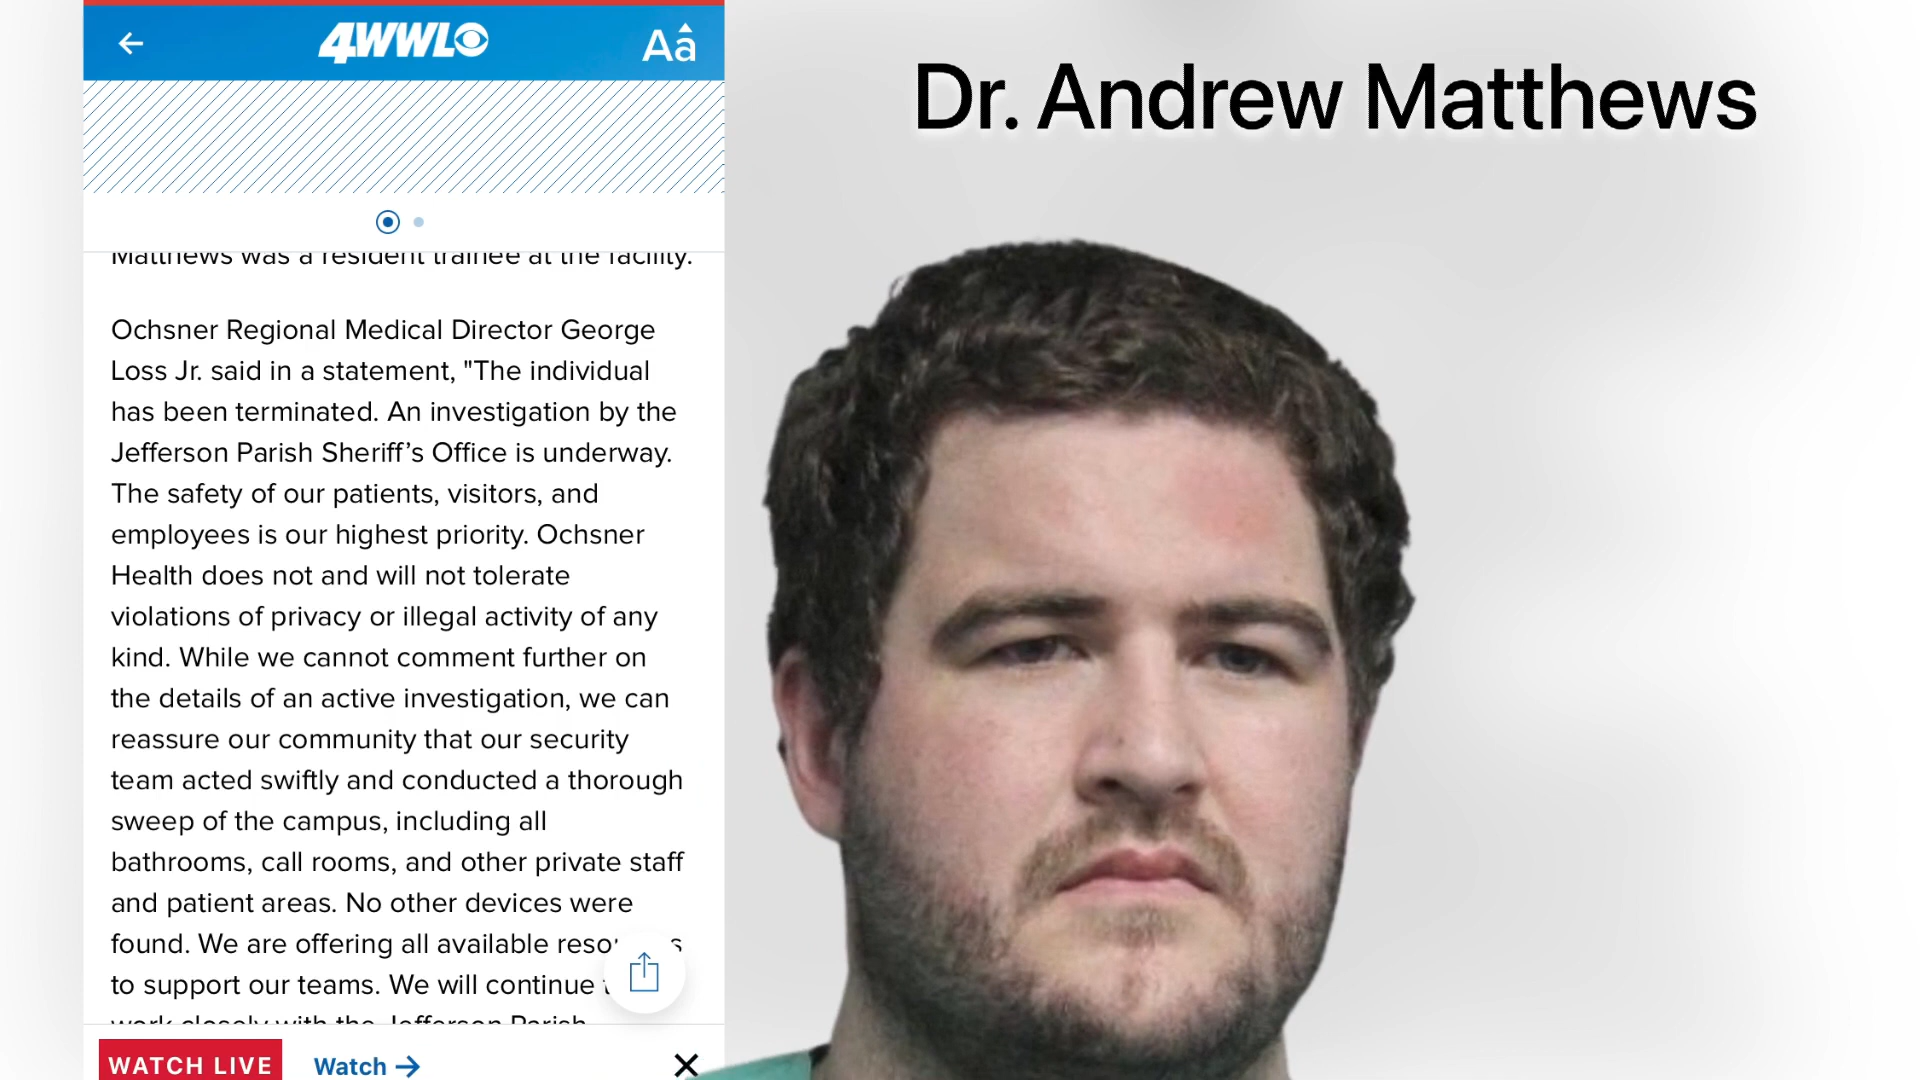 4WWL
Aa
Dr. Andrew Matthews
Matthews was a resident trainee at the facility.
Ochsner Regional Medical Director George
Loss Jr. said in a statement, "The individual
has been terminated. An investigation by the
Jefferson Parish Sheriff’s Office is underway.
The safety of our patients, visitors, and
employees is our highest priority. Ochsner
Health does not and will not tolerate
violations of privacy or illegal activity of any
kind. While we cannot comment further on
the details of an active investigation, we can
reassure our community that our security
team acted swiftly and conducted a thorough
sweep of the campus, including all
bathrooms, call rooms, and other private staff
and patient areas. No other devices were
found. We are offering all available
to support our teams. We will continue
work closely with the Jefferson Parish
WATCH LIVE
Watch →